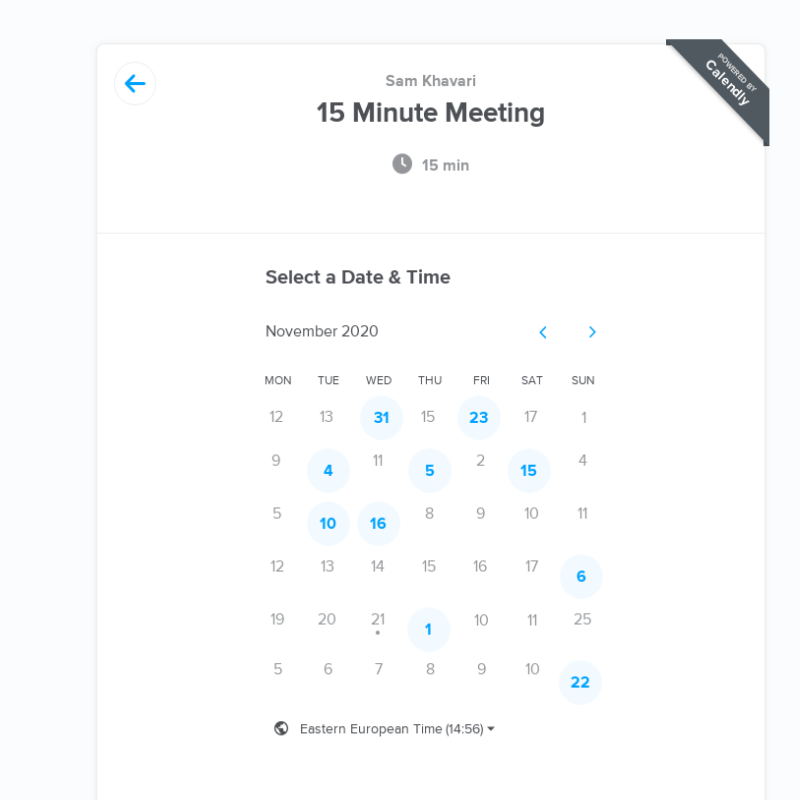 Sam Khavari
15 Minute Meeting
15 min
POWERED BY
Calendly
Select a Date & Time
November 2020
MON TUE WED THU FRI SAT SUN
12 13 31 15 23 17 1
9 4 11 5 2 15 4
5 10 16 8 9 10 11
12 13 14 15 16 17 6
19 20 21 1 10 11 25
5 6 7 8 9 10 22
Eastern European Time (14:56)